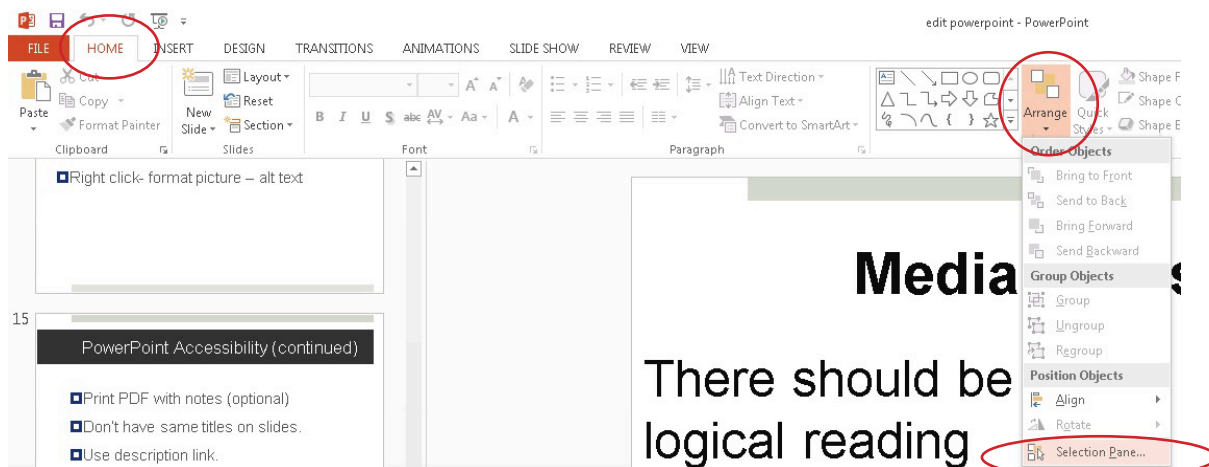 edit powerpoint - PowerPoint
FILE HOME INSERT DESIGN TRANSITIONS ANIMATIONS SLIDE SHOW REVIEW VIEW
Paste
Cut
Copy
Format Painter
Clipboard
New
Slide
Layout
Reset
Section
Slides
B I U S abc AV Aa A
Font
Text Direction
Align Text
Convert to SmartArt
Paragraph
Arrange
Quick
Styles
Shape F
Shape O
Shape E
Order Objects
Bring to Front
Send to Back
Bring Forward
Send Backward
Group Objects
Group
Ungroup
Regroup
Position Objects
Align
Rotate
Selection Pane...
Right click- format picture – alt text
15
PowerPoint Accessibility (continued)
Print PDF with notes (optional)
Don't have same titles on slides.
Use description link.
Media
There should be
logical reading